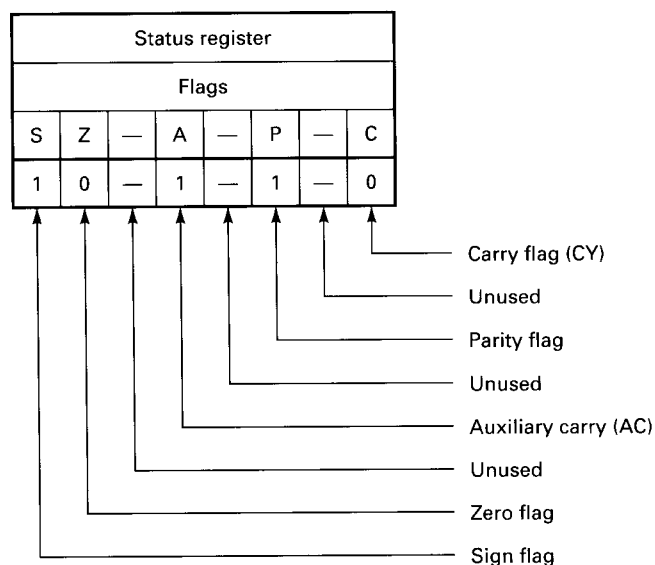 Status register
Flags
S Z — A — P — C
1 0 — 1 — 1 — 0
Carry flag (CY)
Unused
Parity flag
Unused
Auxiliary carry (AC)
Unused
Zero flag
Sign flag